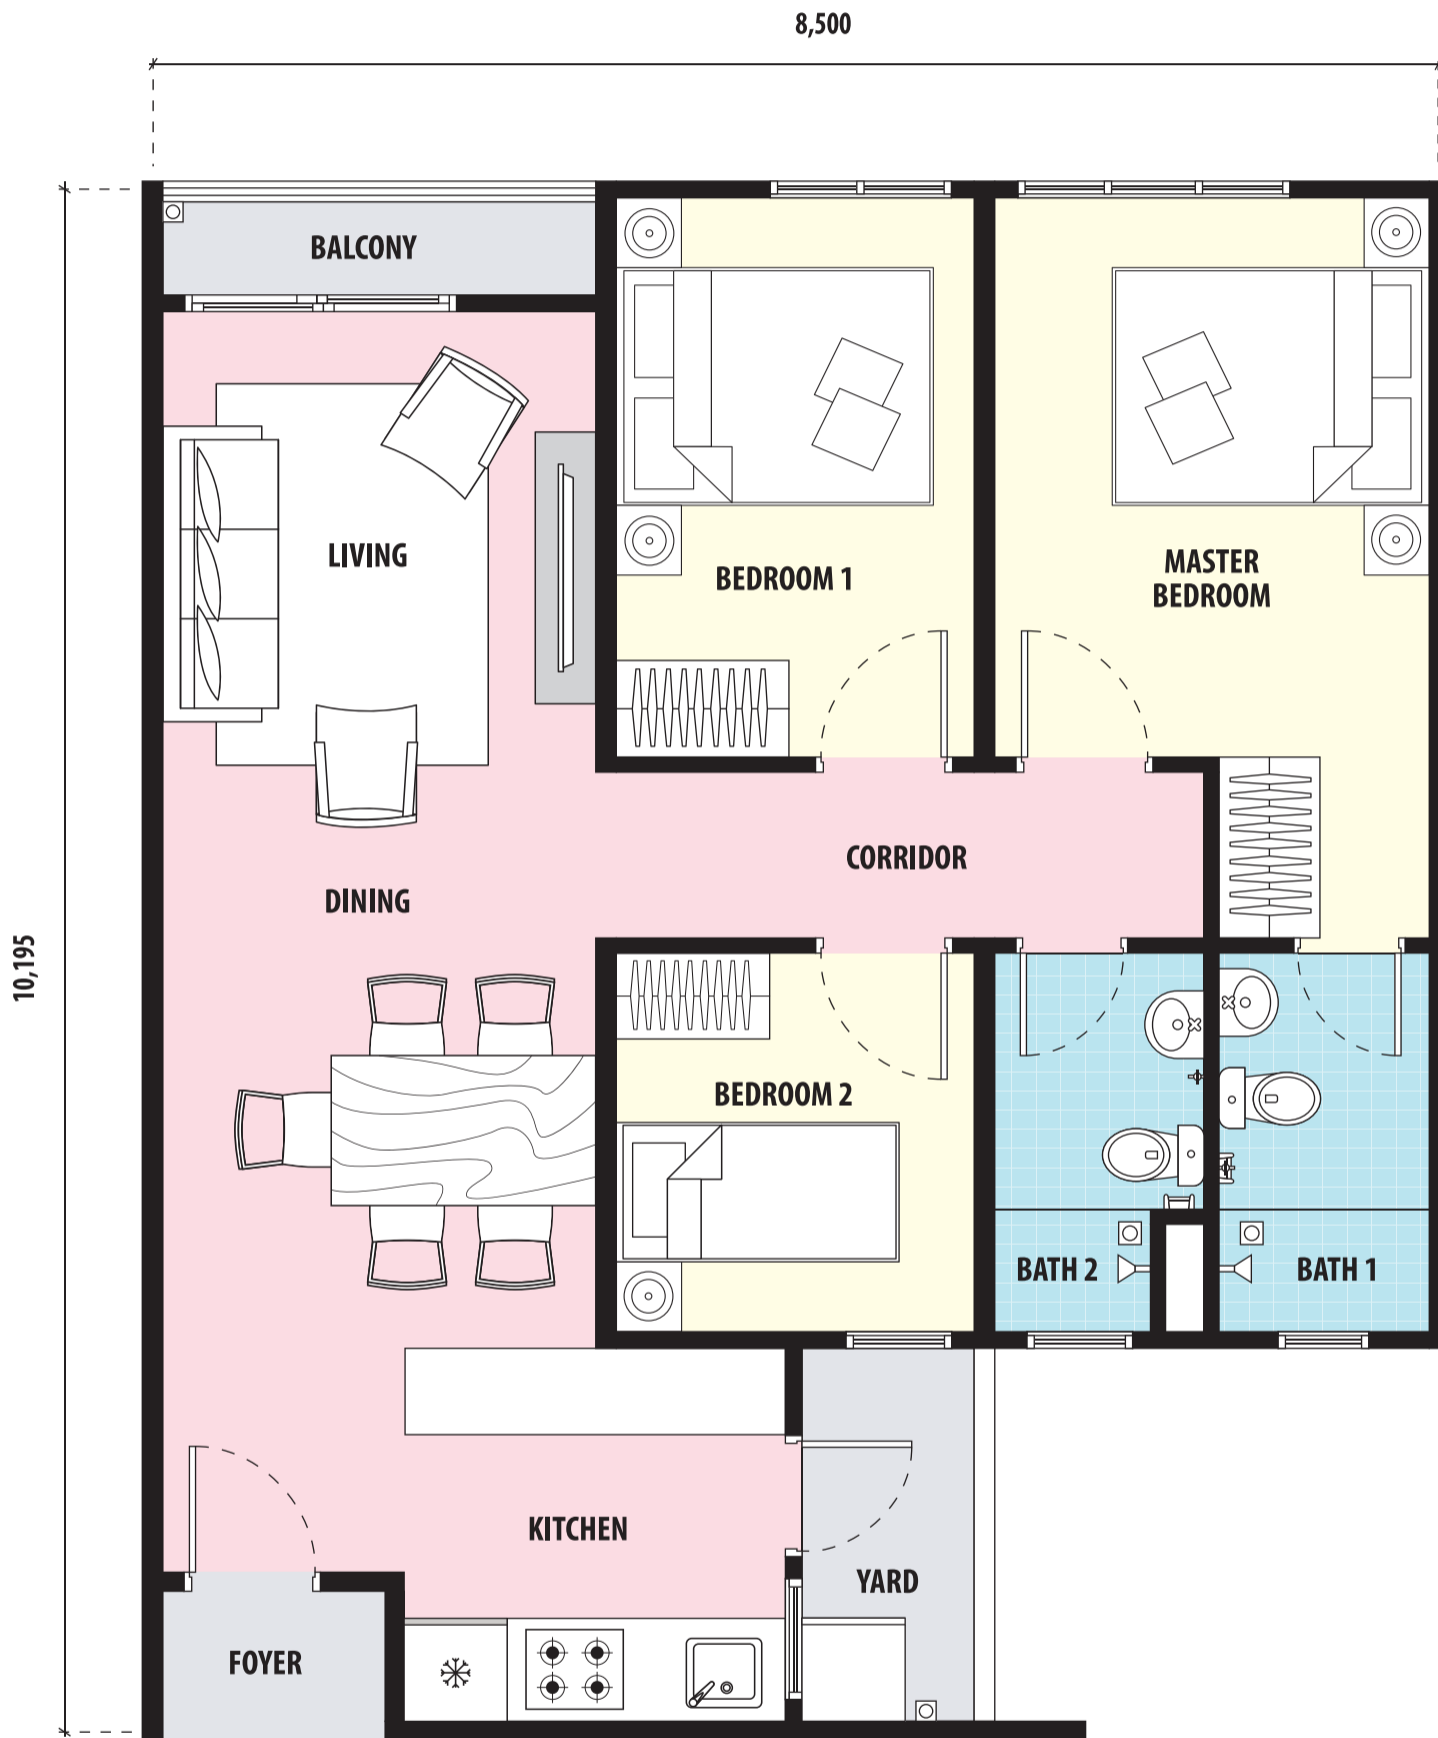 8,500
BALCONY
LIVING
BEDROOM 1
MASTER
BEDROOM
CORRIDOR
DINING
10,195
BEDROOM 2
BATH 2
BATH 1
KITCHEN
YARD
FOYER